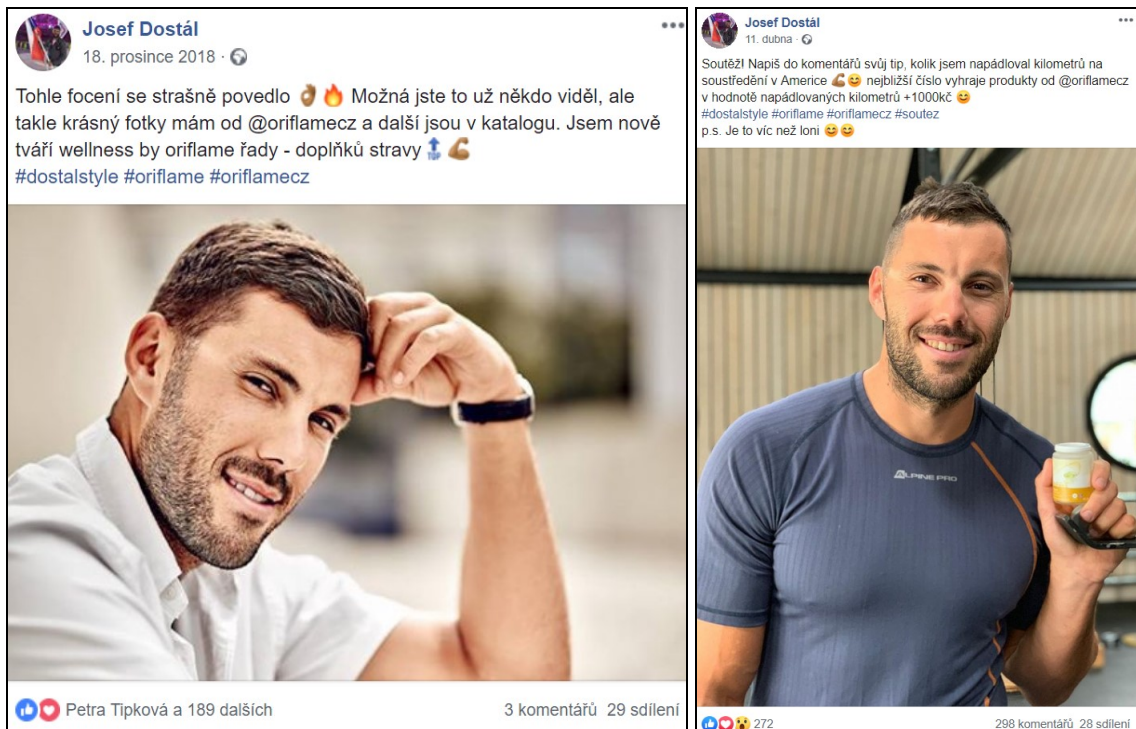 Josef Dostál
18. prosince 2018 ·
Tohle focení se strašně povedlo 👌🏽🔥 Možná jste to už někdo viděl, ale
takle krásný fotky mám od @oriflamecz a další jsou v katalogu. Jsem nově
tváří wellness by oriflame řady - doplňků stravy 🔝💪🏽
#dostalstyle #oriflame #oriflamecz
Petra Tipková a 189 dalších
3 komentářů 29 sdílení
Josef Dostál
11. dubna ·
Soutěž! Napiš do komentářů svůj tip, kolik jsem napádloval kilometrů na
soustředění v Americe 💪🏽😊 nejbližší číslo vyhraje produkty od @oriflamecz
v hodnotě napádlovaných kilometrů +1000kč 😊
#dostalstyle #oriflame #oriflamecz #soutez
p.s. Je to víc než loni 😄😄
ALPINE PRO
272
298 komentářů 28 sdílení